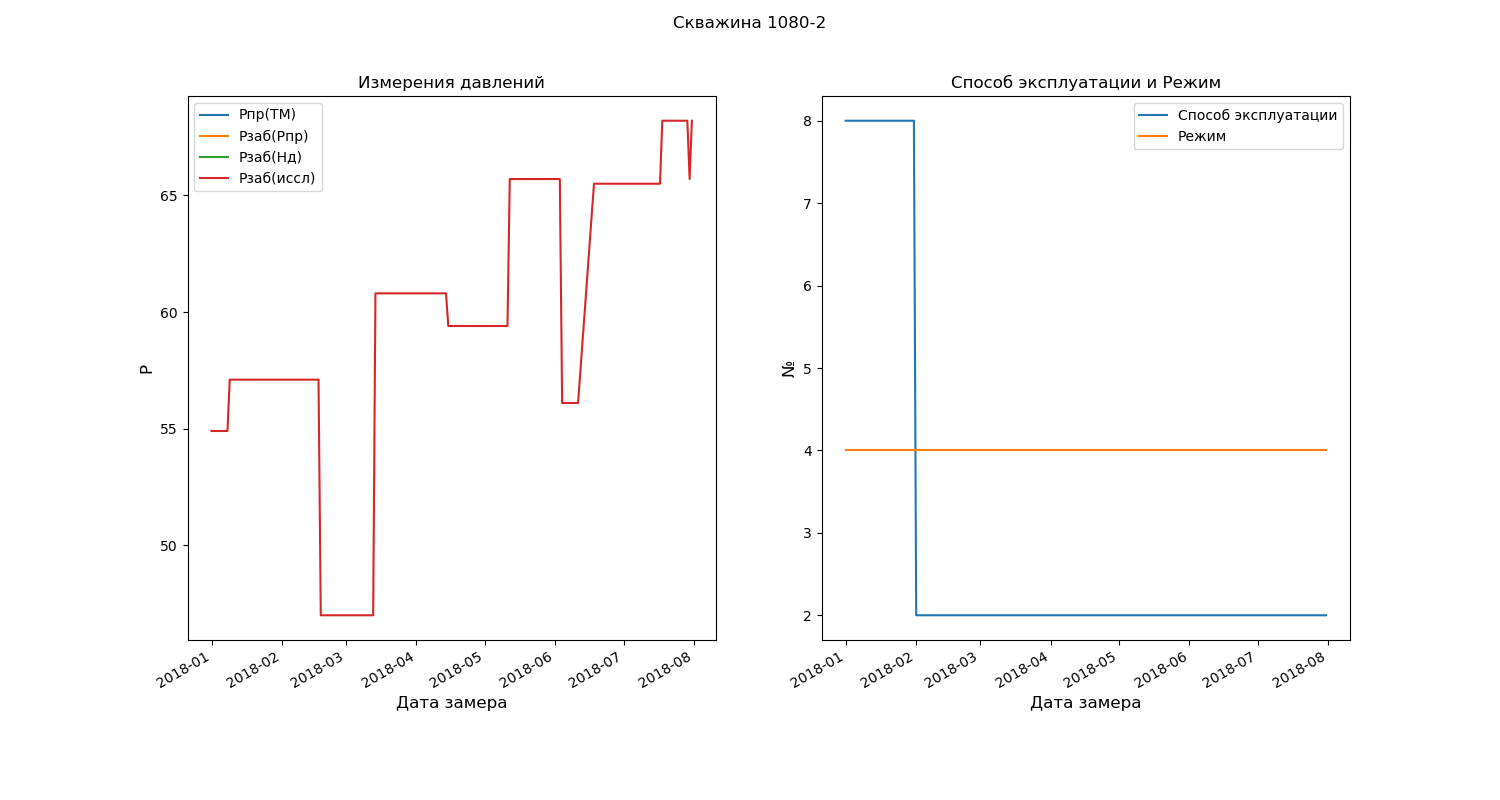 Скважина 1080-2
Измерения давлений
Рпр(ТМ)
Рзаб(Рпр)
Рзаб(Нд)
Рзаб(иссл)
65
60
55
50
Р
2018-01
2018-02
2018-03
2018-04
2018-05
2018-06
2018-07
2018-08
Дата замера
Способ эксплуатации и Режим
Способ эксплуатации
Режим
8
7
6
5
4
3
2
№
2018-01
2018-02
2018-03
2018-04
2018-05
2018-06
2018-07
2018-08
Дата замера